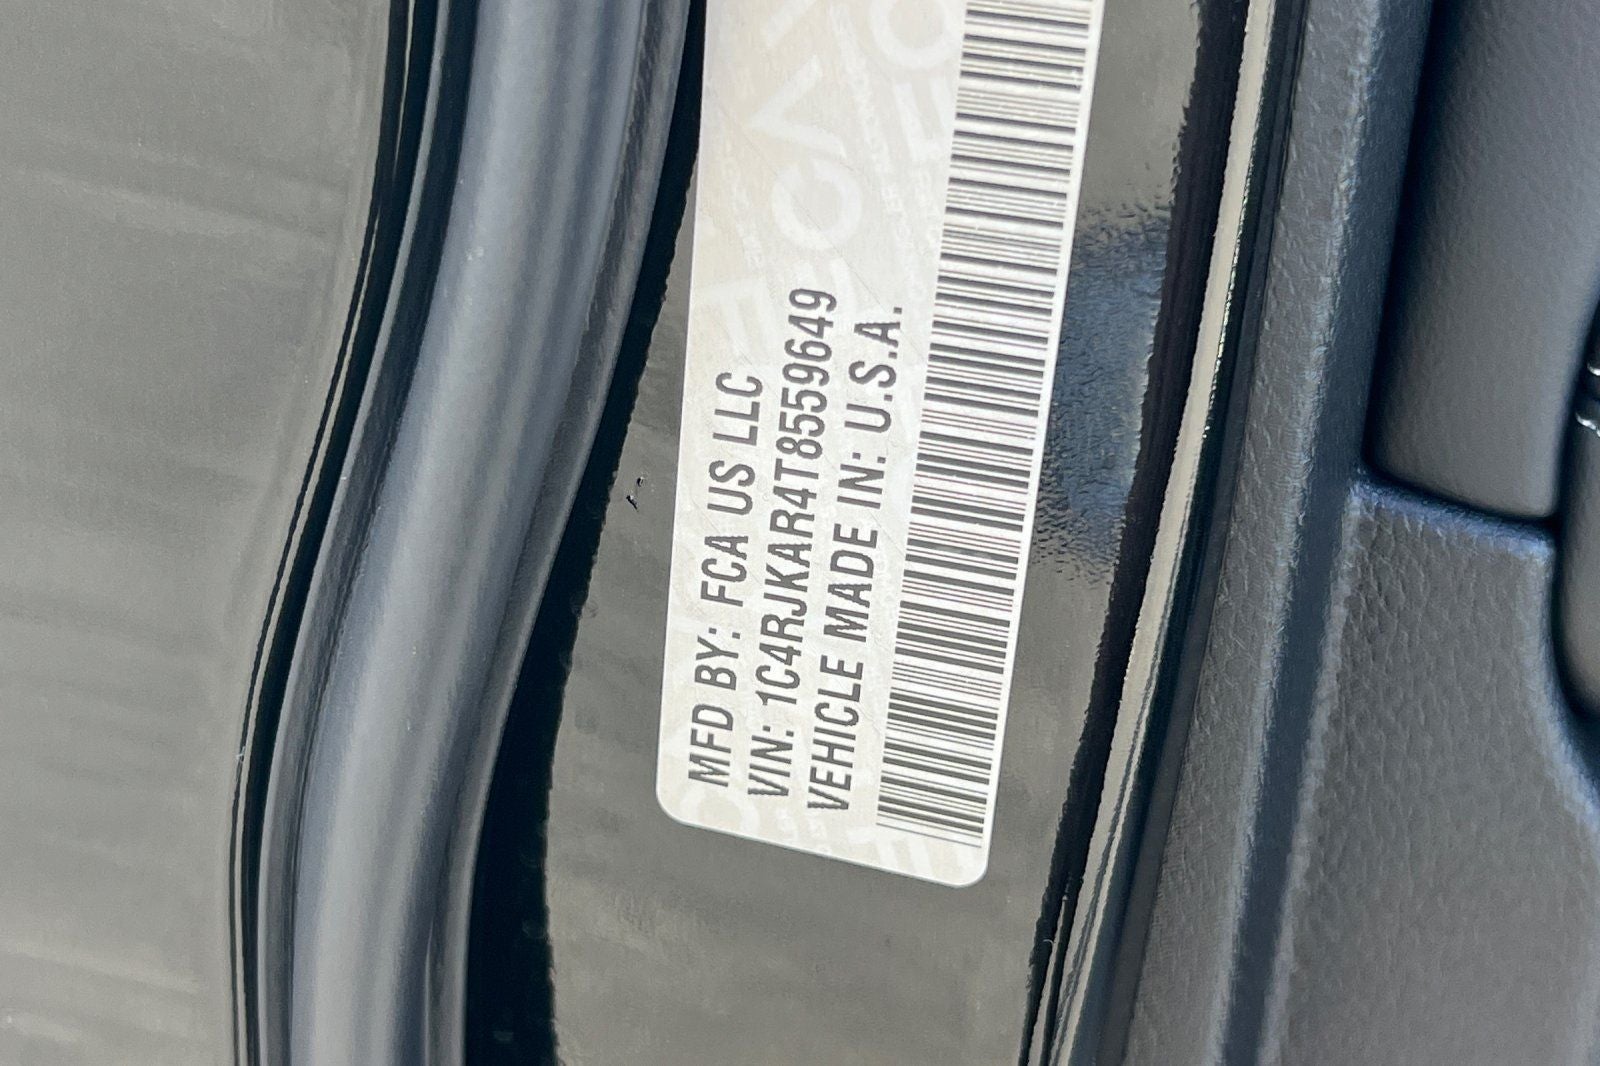 MFD BY: FCA US LLC
VIN: 1C4RJKAR4T8559649
VEHICLE MADE IN: U.S.A.